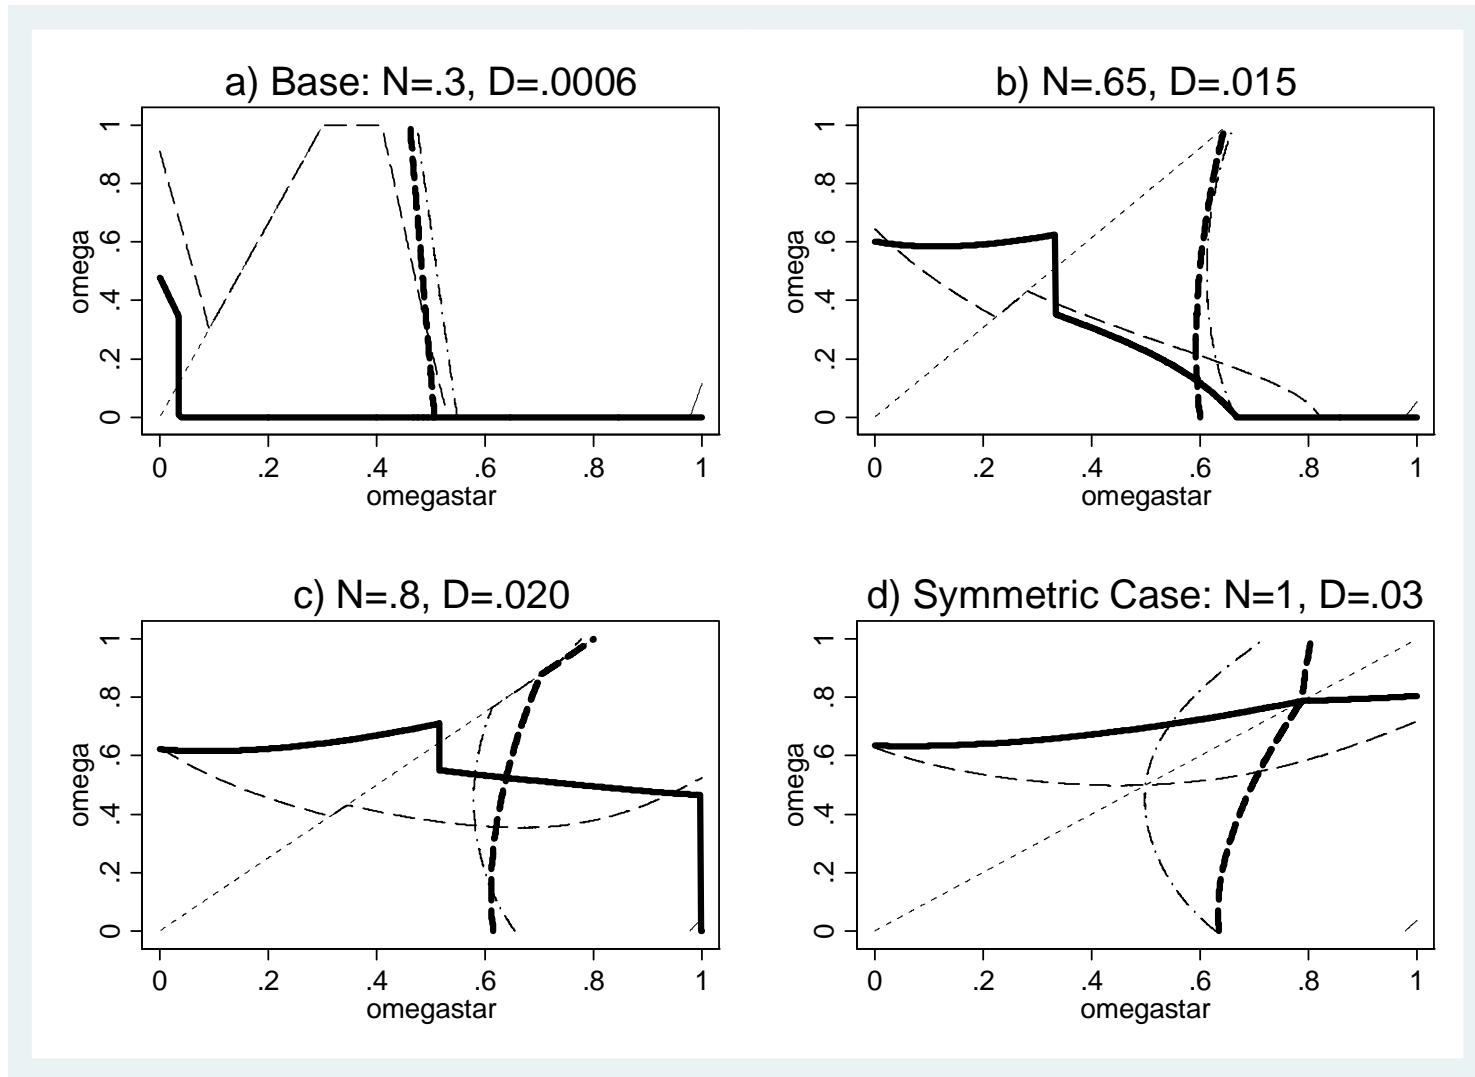 a) Base: N=.3, D=.0006
omega
0 .2 .4 .6 .8 1
0 .2 .4 .6 .8 1
omegastar
b) N=.65, D=.015
omega
0 .2 .4 .6 .8 1
0 .2 .4 .6 .8 1
omegastar
c) N=.8, D=.020
omega
0 .2 .4 .6 .8 1
0 .2 .4 .6 .8 1
omegastar
d) Symmetric Case: N=1, D=.03
omega
0 .2 .4 .6 .8 1
0 .2 .4 .6 .8 1
omegastar